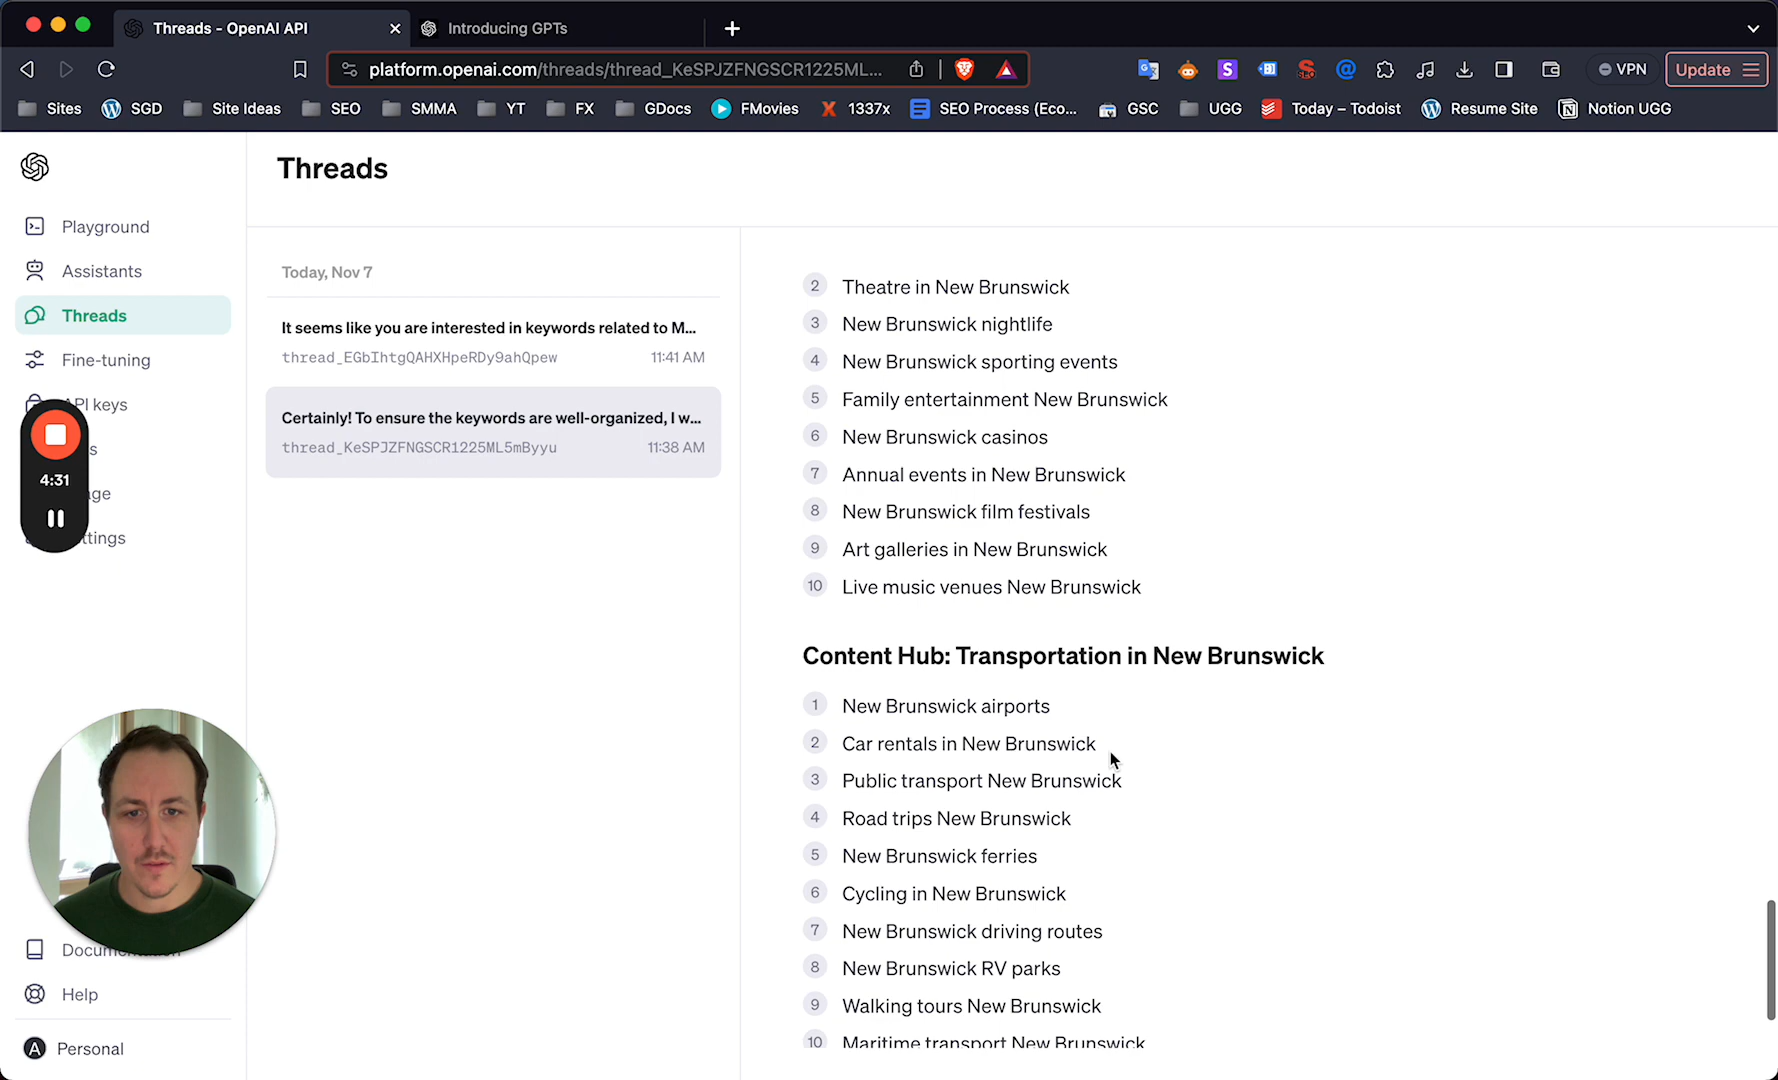 Threads - OpenAI API
Introducing GPTs
platform.openai.com/threads/thread_KeSPJZFNGSCR1225ML...
VPN
Update
Sites
SGD
Site Ideas
SEO
SMMA
YT
FX
GDocs
FMovies
1337x
SEO Process (Eco...
GSC
UGG
Today – Todoist
Resume Site
Notion UGG
Threads
Playground
Assistants
Threads
Fine-tuning
API keys
4:31
Help
A Personal
Today, Nov 7
It seems like you are interested in keywords related to M...
thread_EGbIhtgQAHXHpeRDy9ahQpew 11:41 AM
Certainly! To ensure the keywords are well-organized, I w...
thread_KeSPJZFNGSCR1225ML5mByyu 11:38 AM
2 Theatre in New Brunswick
3 New Brunswick nightlife
4 New Brunswick sporting events
5 Family entertainment New Brunswick
6 New Brunswick casinos
7 Annual events in New Brunswick
8 New Brunswick film festivals
9 Art galleries in New Brunswick
10 Live music venues New Brunswick
Content Hub: Transportation in New Brunswick
1 New Brunswick airports
2 Car rentals in New Brunswick
3 Public transport New Brunswick
4 Road trips New Brunswick
5 New Brunswick ferries
6 Cycling in New Brunswick
7 New Brunswick driving routes
8 New Brunswick RV parks
9 Walking tours New Brunswick
10 Maritime transport New Brunswick